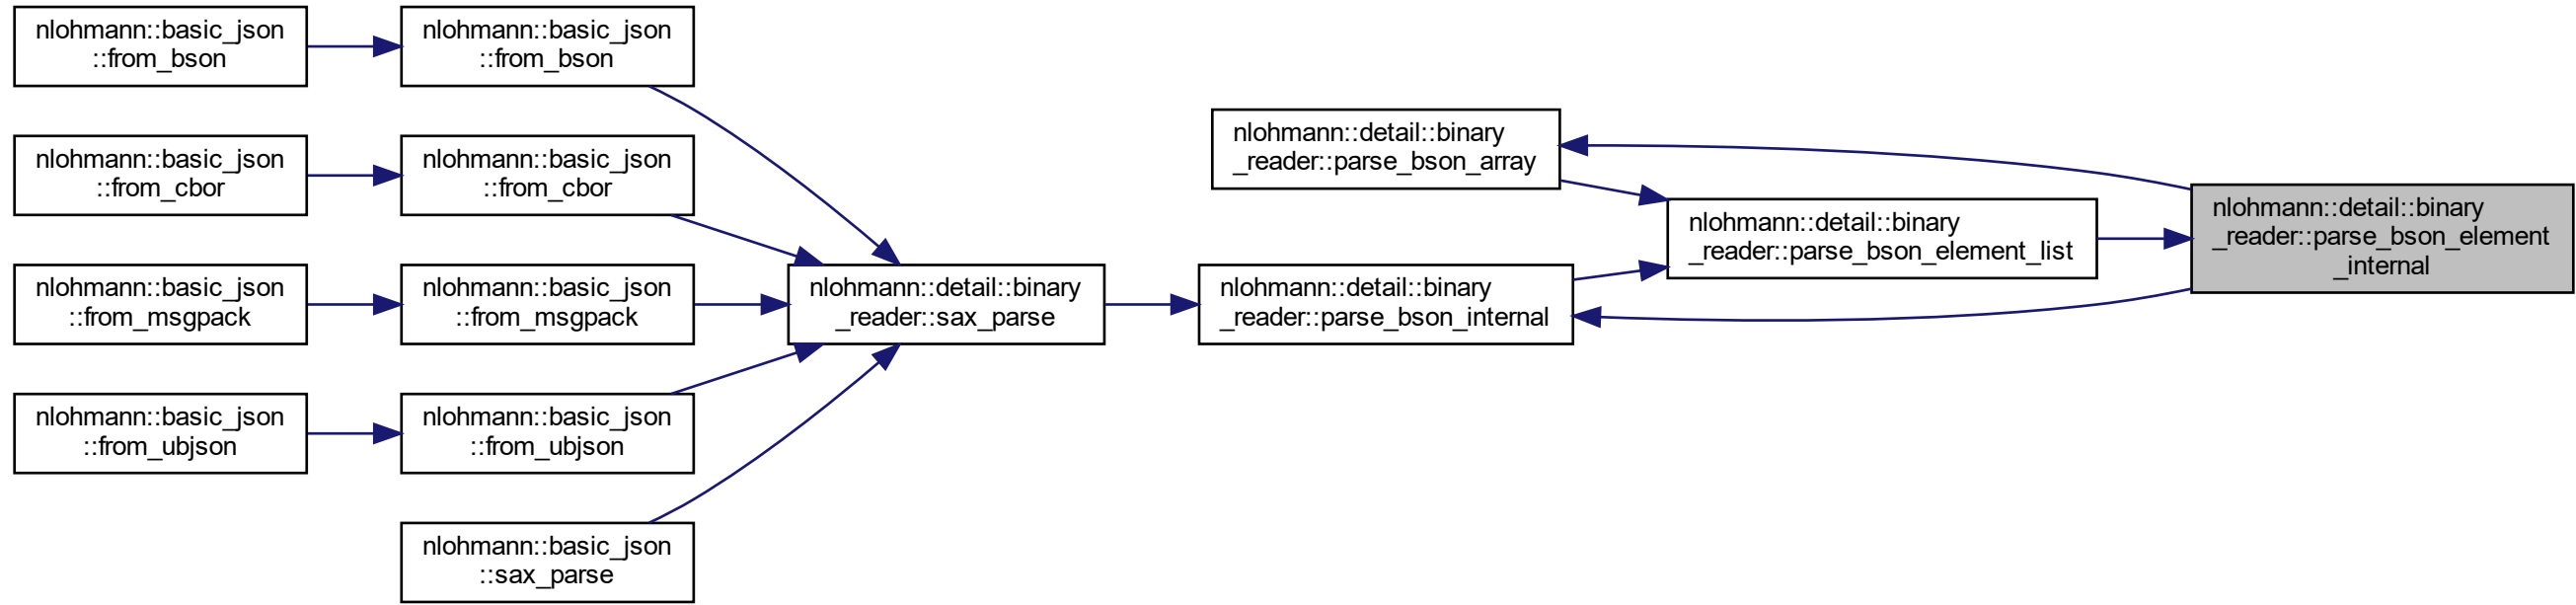 nlohmann::basic_json
::from_bson
nlohmann::basic_json
::from_bson
nlohmann::basic_json
::from_cbor
nlohmann::basic_json
::from_cbor
nlohmann::basic_json
::from_msgpack
nlohmann::basic_json
::from_msgpack
nlohmann::basic_json
::from_ubjson
nlohmann::basic_json
::from_ubjson
nlohmann::basic_json
::sax_parse
nlohmann::detail::binary
_reader::sax_parse
nlohmann::detail::binary
_reader::parse_bson_array
nlohmann::detail::binary
_reader::parse_bson_internal
nlohmann::detail::binary
_reader::parse_bson_element_list
nlohmann::detail::binary
_reader::parse_bson_element
_internal